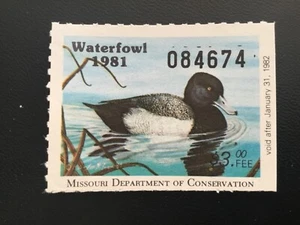 Waterfowl
1981
084674
void after January 31, 1982
$3.00
FEE
MISSOURI DEPARTMENT OF CONSERVATION